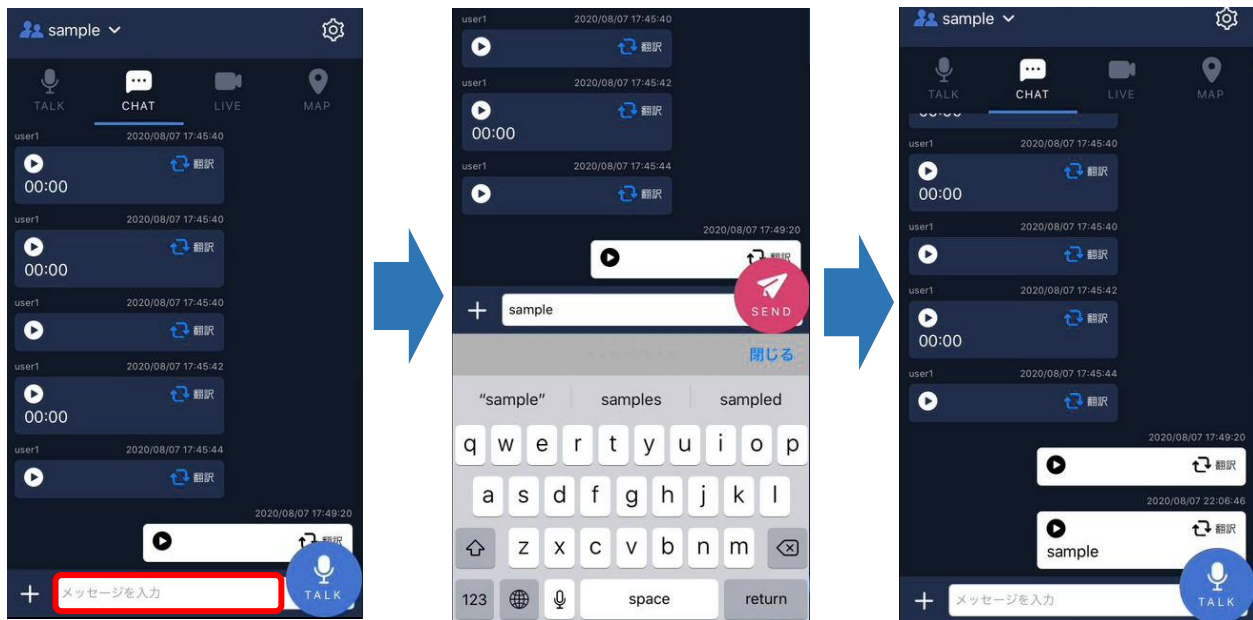 sample
TALK CHAT LIVE MAP
user1 2020/08/07 17:45:40
翻訳
00:00
user1 2020/08/07 17:45:40
翻訳
00:00
user1 2020/08/07 17:45:40
翻訳
user1 2020/08/07 17:45:42
翻訳
00:00
user1 2020/08/07 17:45:44
翻訳
2020/08/07 17:49:20
翻訳
メッセージを入力
TALK
user1 2020/08/07 17:45:40
翻訳
user1 2020/08/07 17:45:42
翻訳
00:00
user1 2020/08/07 17:45:44
翻訳
2020/08/07 17:49:20
翻訳
sample
SEND
閉じる
“sample” samples sampled
q w e r t y u i o p
a s d f g h j k l
z x c v b n m
123 space return
sample
TALK CHAT LIVE MAP
user1 2020/08/07 17:45:40
翻訳
00:00
user1 2020/08/07 17:45:40
翻訳
user1 2020/08/07 17:45:42
翻訳
00:00
user1 2020/08/07 17:45:44
翻訳
2020/08/07 17:49:20
翻訳
2020/08/07 22:06:46
翻訳
sample
メッセージを入力
TALK